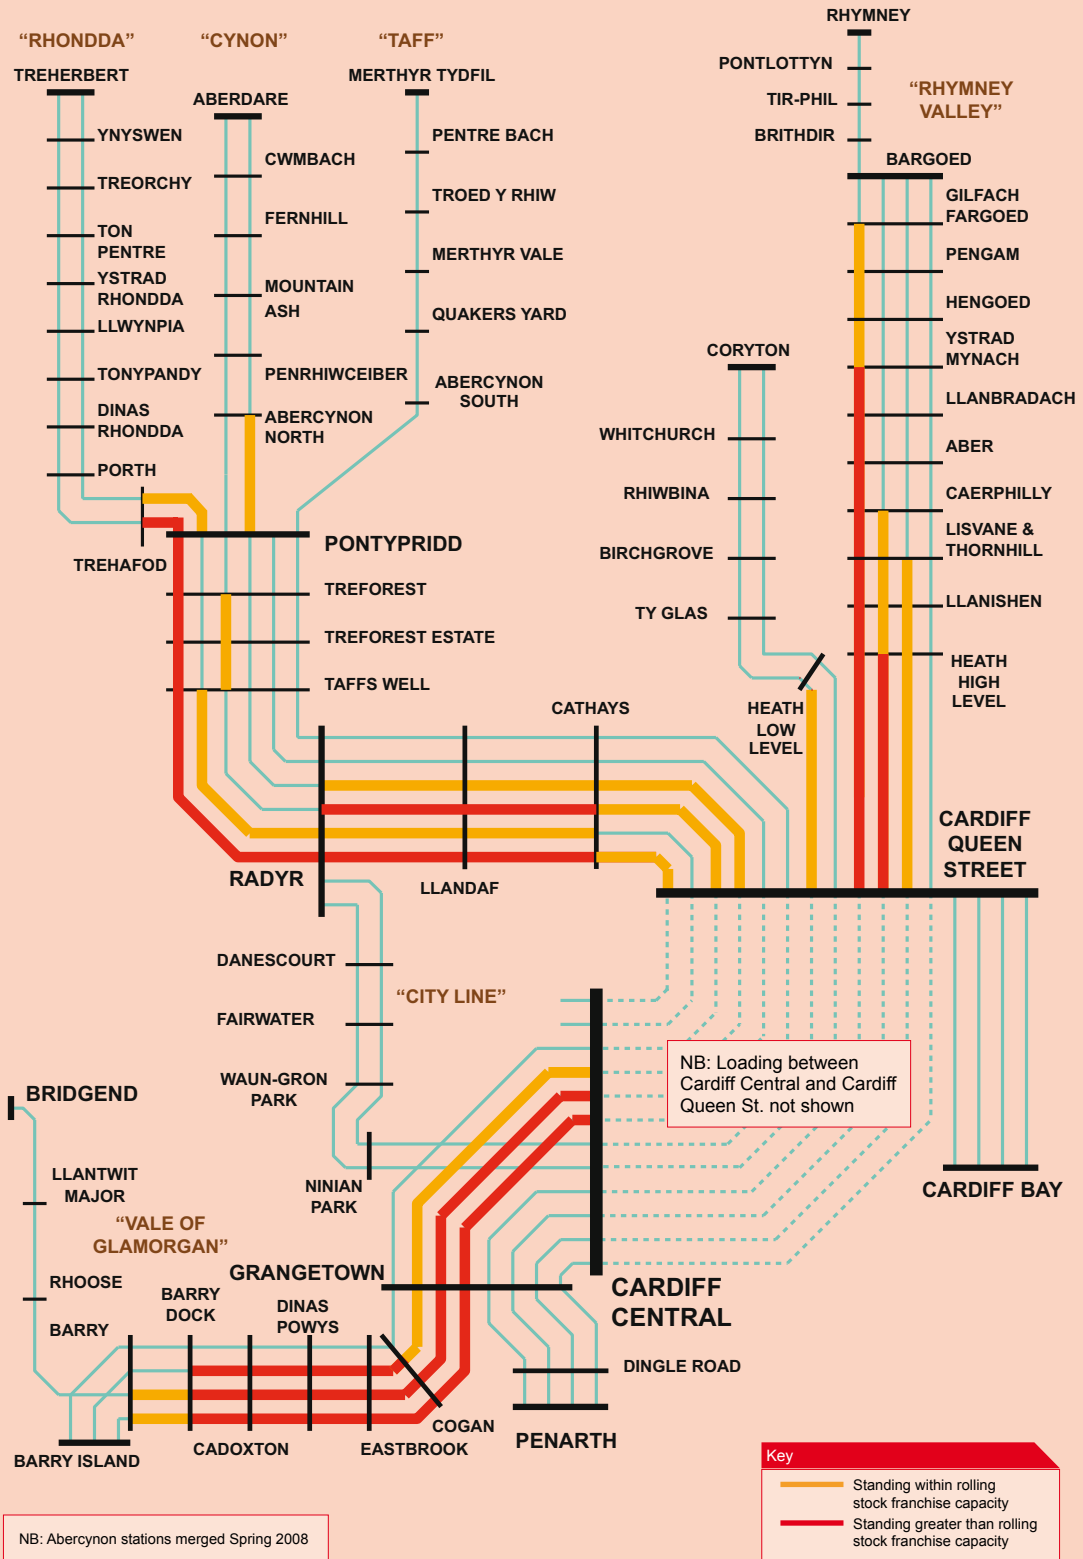 RHYMNEY
“RHONDDA”
“CYNON”
“TAFF”
PONTLOTTYN
TREHERBERT
MERTHYR TYDFIL
ABERDARE
TIR-PHIL
“RHYMNEY
VALLEY”
BRITHDIR
YNYSWEN
PENTRE BACH
CWMBACH
BARGOED
TREORCHY
TROED Y RHIW
GILFACH
FARGOED
FERNHILL
TON
PENTRE
MERTHYR VALE
PENGAM
YSTRAD
RHONDDA
MOUNTAIN
ASH
HENGOED
LLWYNPIA
QUAKERS YARD
YSTRAD
MYNACH
CORYTON
TONYPANDY
PENRHIWCEIBER
ABERCYNON
SOUTH
LLANBRADACH
DINAS
RHONDDA
ABERCYNON
NORTH
WHITCHURCH
ABER
PORTH
RHIWBINA
CAERPHILLY
TREHAFOD
PONTYPRIDD
BIRCHGROVE
LISVANE &
THORNHILL
TREFOREST
TY GLAS
LLANISHEN
TREFOREST ESTATE
TAFFS WELL
HEATH
HIGH
LEVEL
CATHAYS
HEATH
LOW
LEVEL
CARDIFF
QUEEN
STREET
RADYR
LLANDAF
DANESCOURT
“CITY LINE”
FAIRWATER
WAUN-GRON
PARK
NB: Loading between
Cardiff Central and Cardiff
Queen St. not shown
BRIDGEND
LLANTWIT
MAJOR
NINIAN
PARK
CARDIFF BAY
“VALE OF
GLAMORGAN”
RHOOSE
GRANGETOWN
CARDIFF
CENTRAL
BARRY
BARRY
DOCK
DINAS
POWYS
DINGLE ROAD
COGAN
CADOXTON
EASTBROOK
PENARTH
BARRY ISLAND
Key
Standing within rolling
stock franchise capacity
Standing greater than rolling
stock franchise capacity
NB: Abercynon stations merged Spring 2008